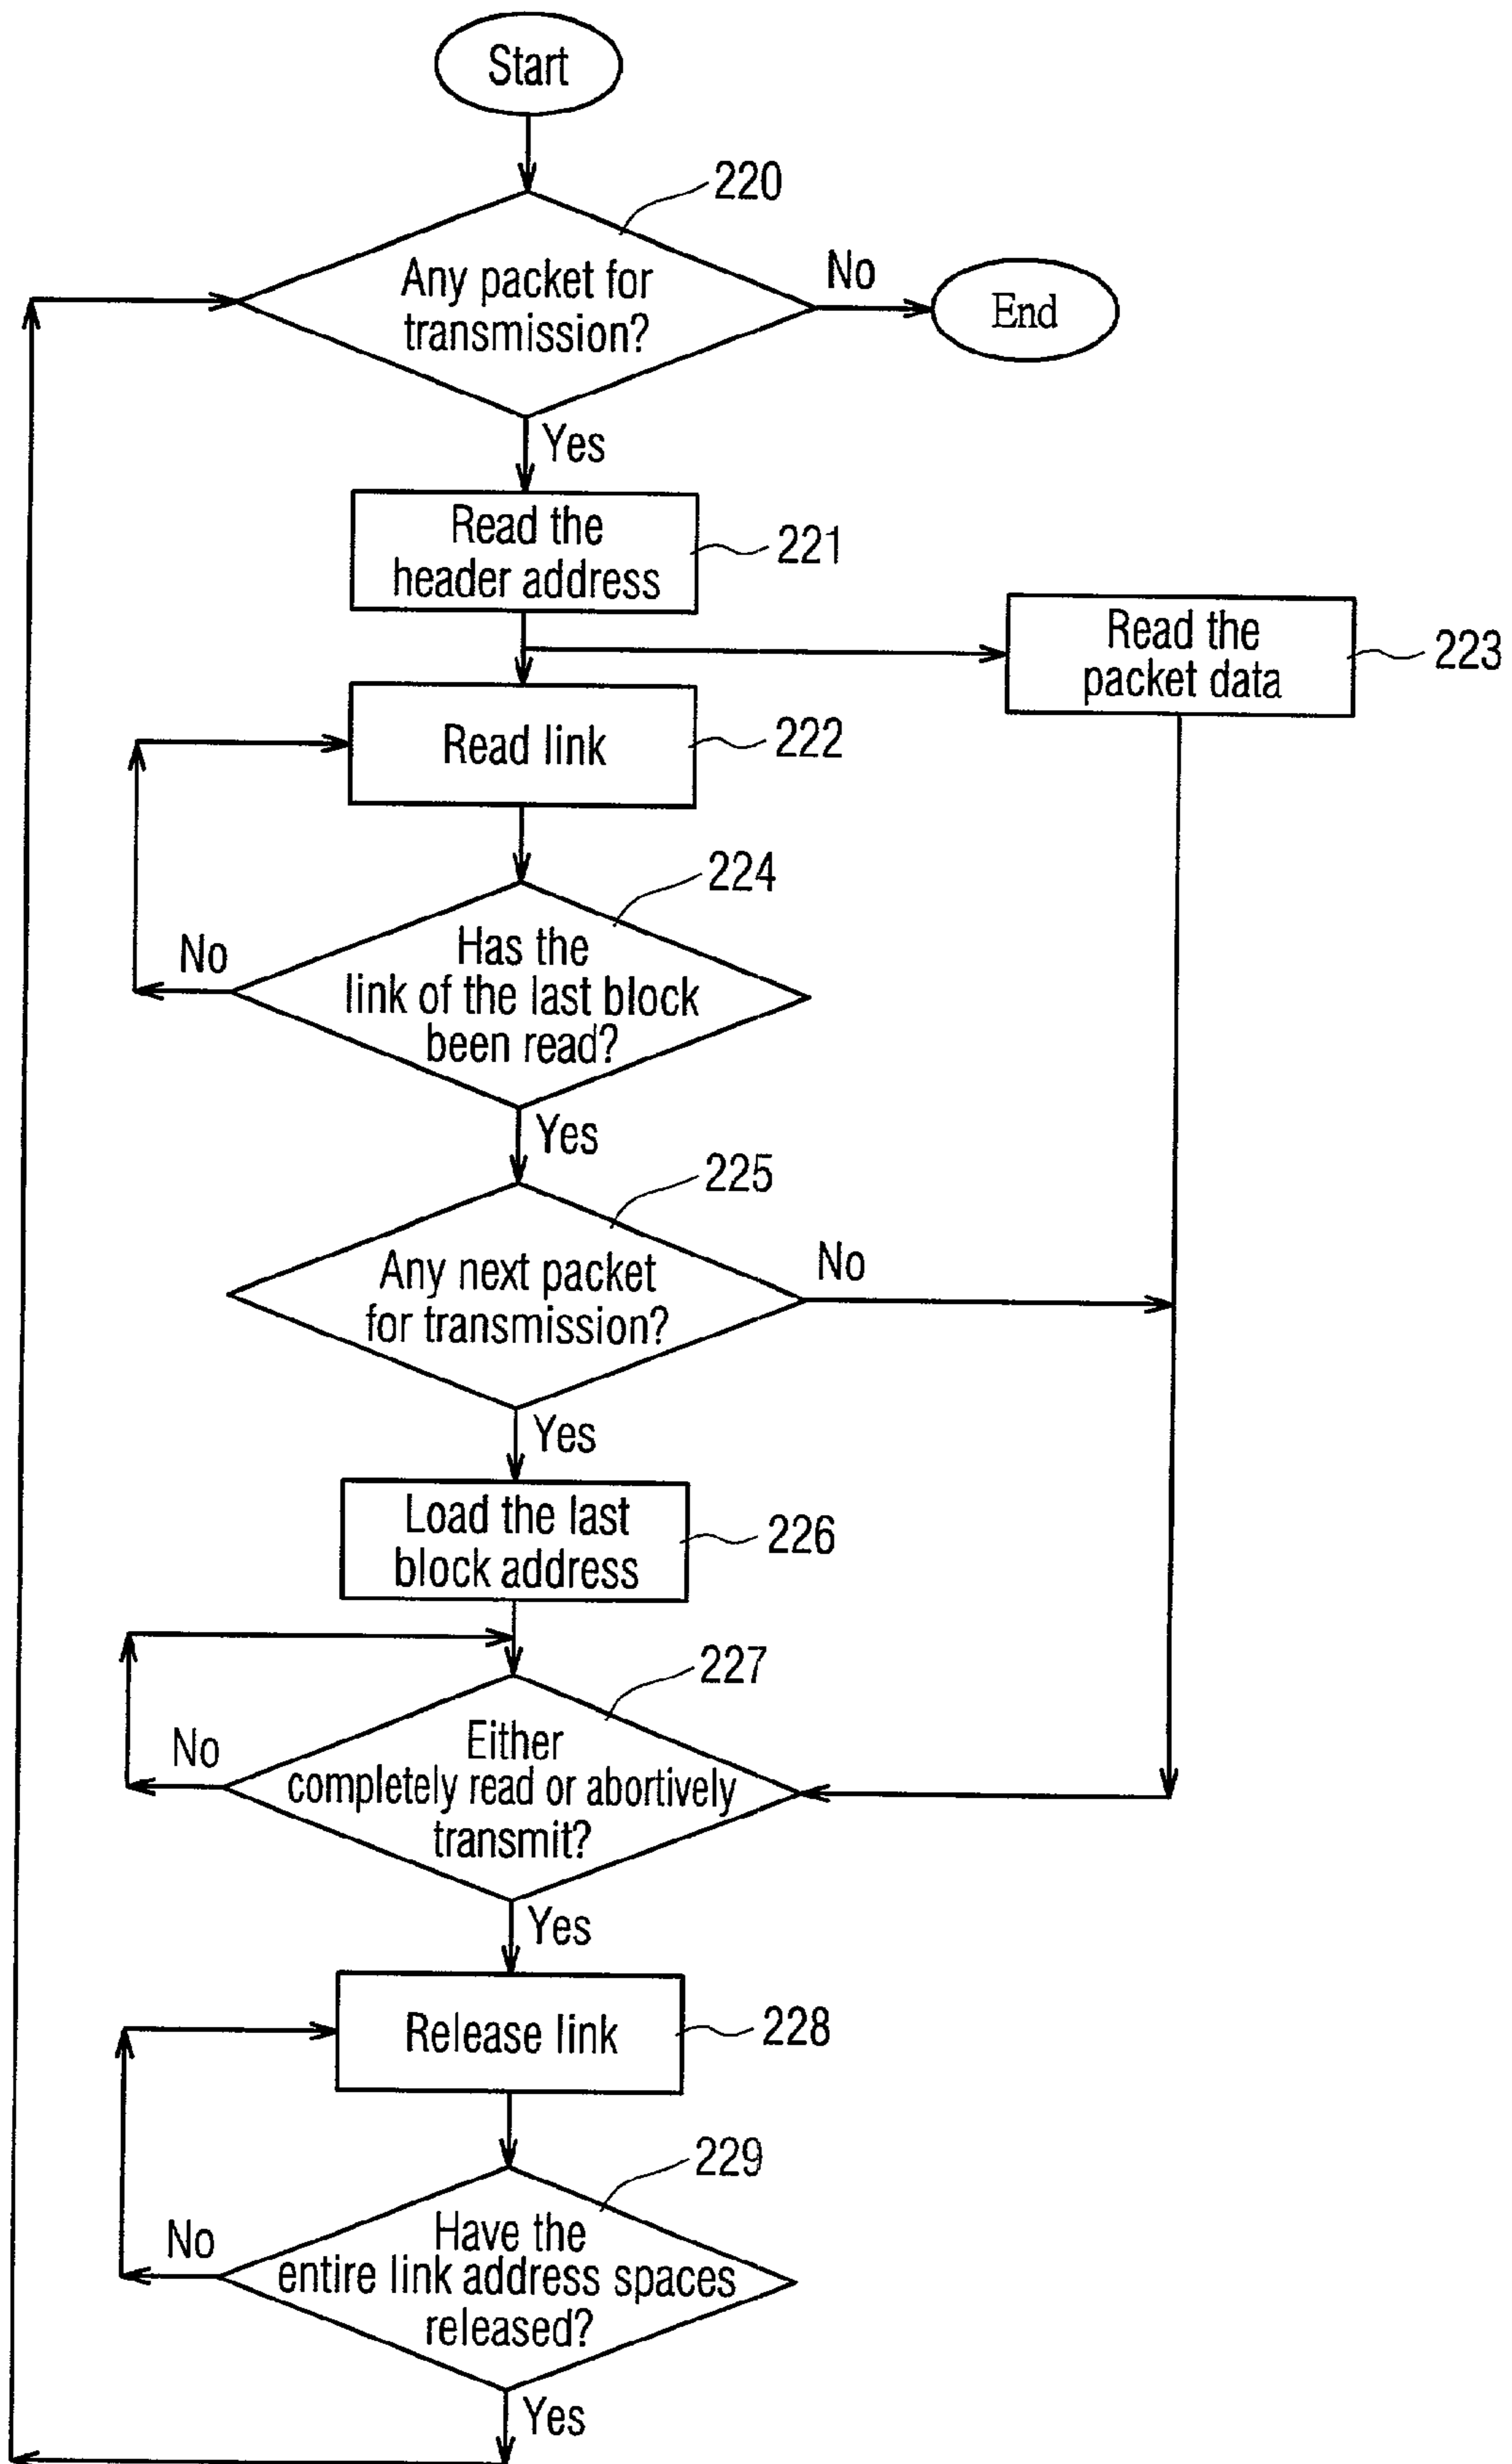 Start
220
Any packet for
transmission?
No
End
Yes
Read the
header address
221
Read the
packet data
223
Read link
222
224
Has the
link of the last block
been read?
No
Yes
225
Any next packet
for transmission?
No
Yes
Load the last
block address
226
227
Either
completely read or abortively
transmit?
No
Yes
Release link
228
229
Have the
entire link address spaces
released?
No
Yes